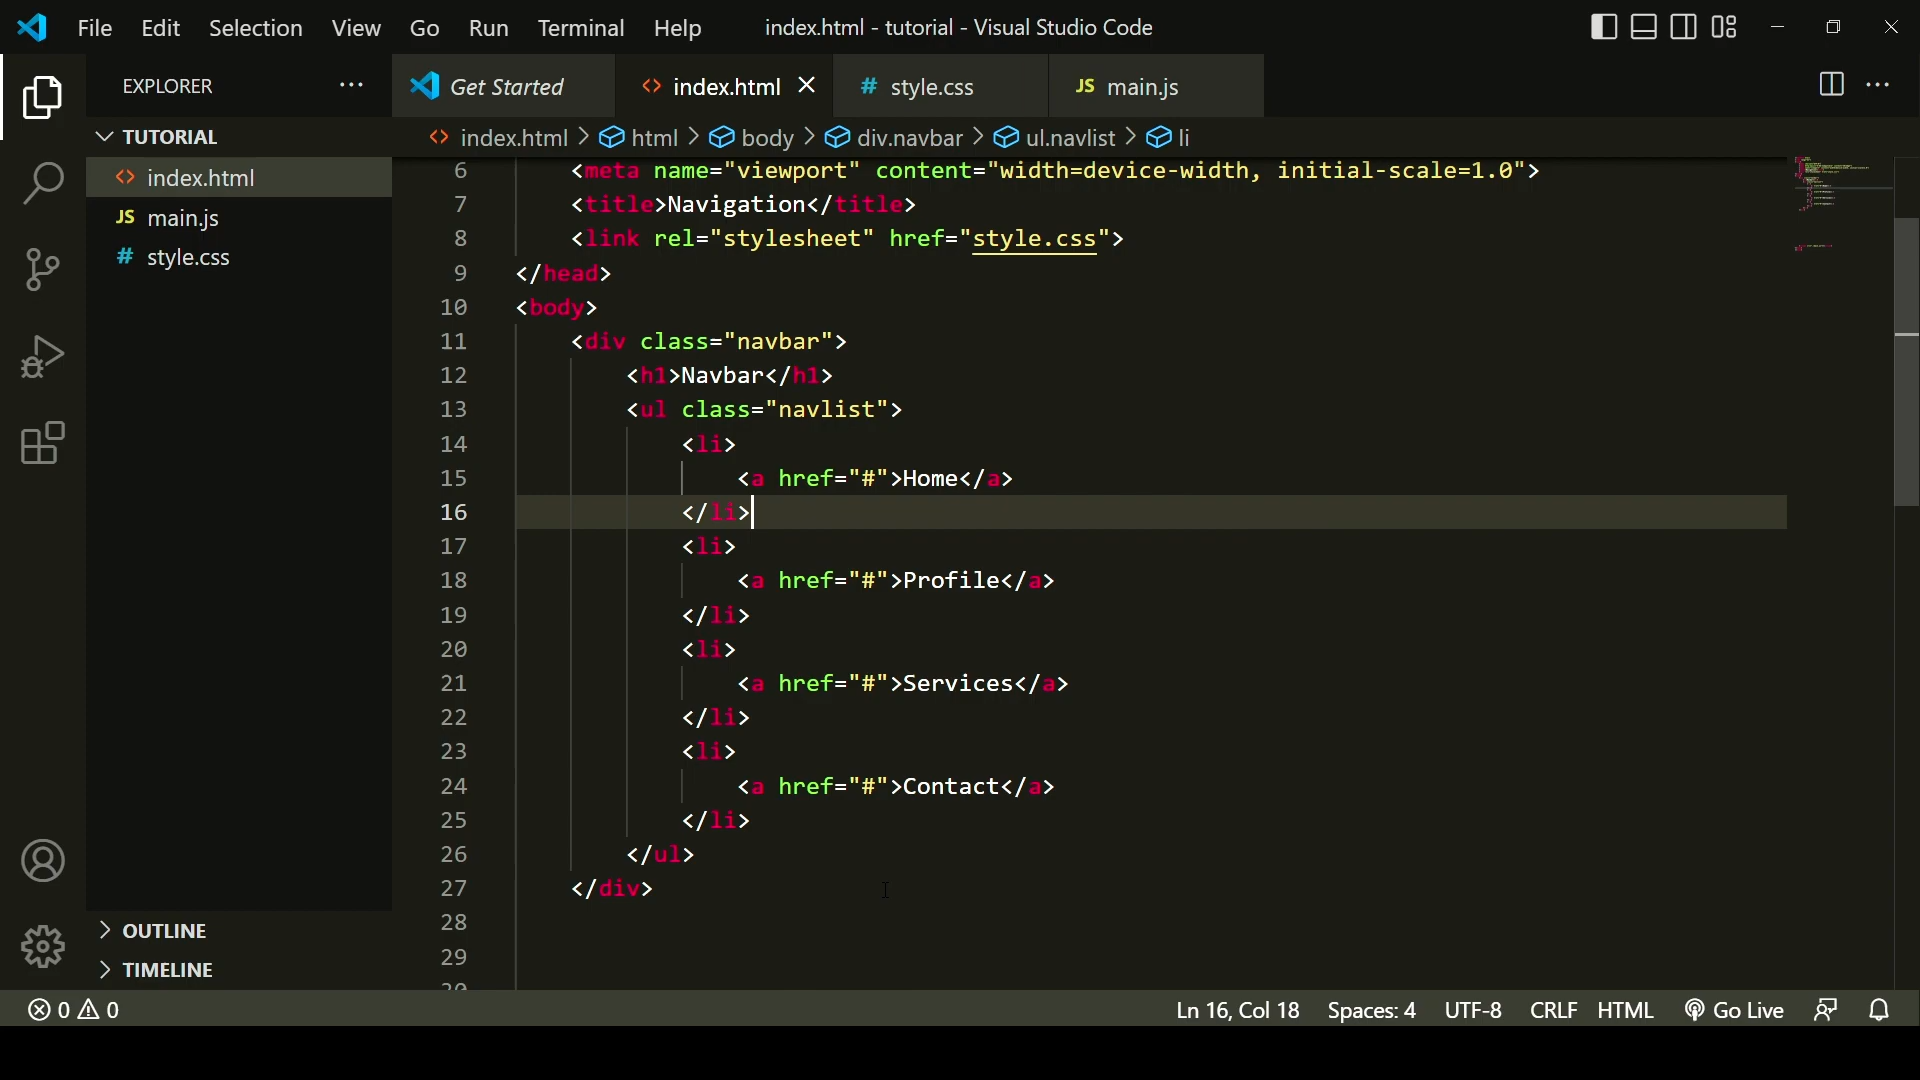 File Edit Selection View Go Run Terminal Help index.html - tutorial - Visual Studio Code
EXPLORER ··· Get Started <> index.html # style.css JS main.js ···
TUTORIAL
<> index.html
JS main.js
# style.css
OUTLINE
TIMELINE
<> index.html > html > body > div.navbar > ul.navlist > li
6 <meta name="viewport" content="width=device-width, initial-scale=1.0">
7 <title>Navigation</title>
8 <link rel="stylesheet" href="style.css">
9 </head>
10 <body>
11 <div class="navbar">
12 <h1>Navbar</h1>
13 <ul class="navlist">
14 <li>
15 <a href="#">Home</a>
16 </li>
17 <li>
18 <a href="#">Profile</a>
19 </li>
20 <li>
21 <a href="#">Services</a>
22 </li>
23 <li>
24 <a href="#">Contact</a>
25 </li>
26 </ul>
27 </div>
28
29
0 0 Ln 16, Col 18 Spaces: 4 UTF-8 CRLF HTML Go Live